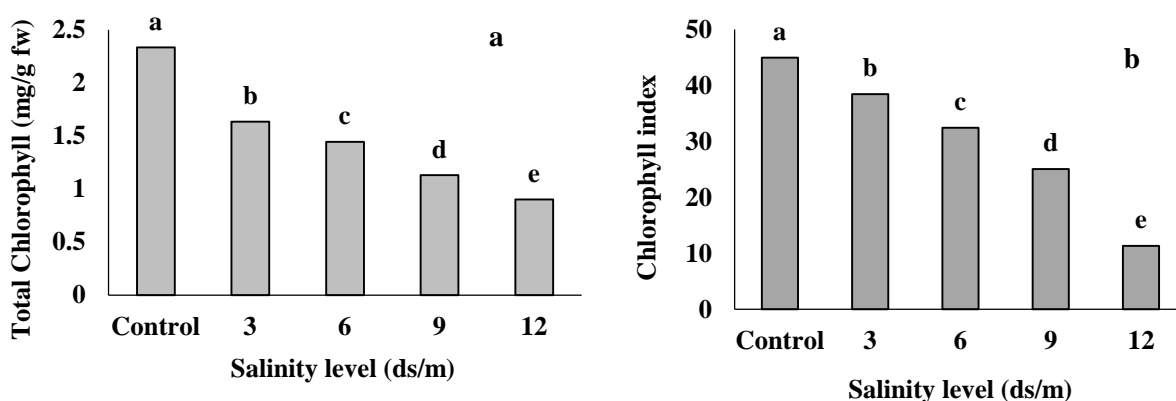 Total Chlorophyll (mg/g fw)
2.5
2
1.5
1
0.5
0
a
b
c
d
e
a
Control 3 6 9 12
Salinity level (ds/m)
Chlorophyll index
50
40
30
20
10
0
a
b
c
d
e
b
Control 3 6 9 12
Salinity level (ds/m)